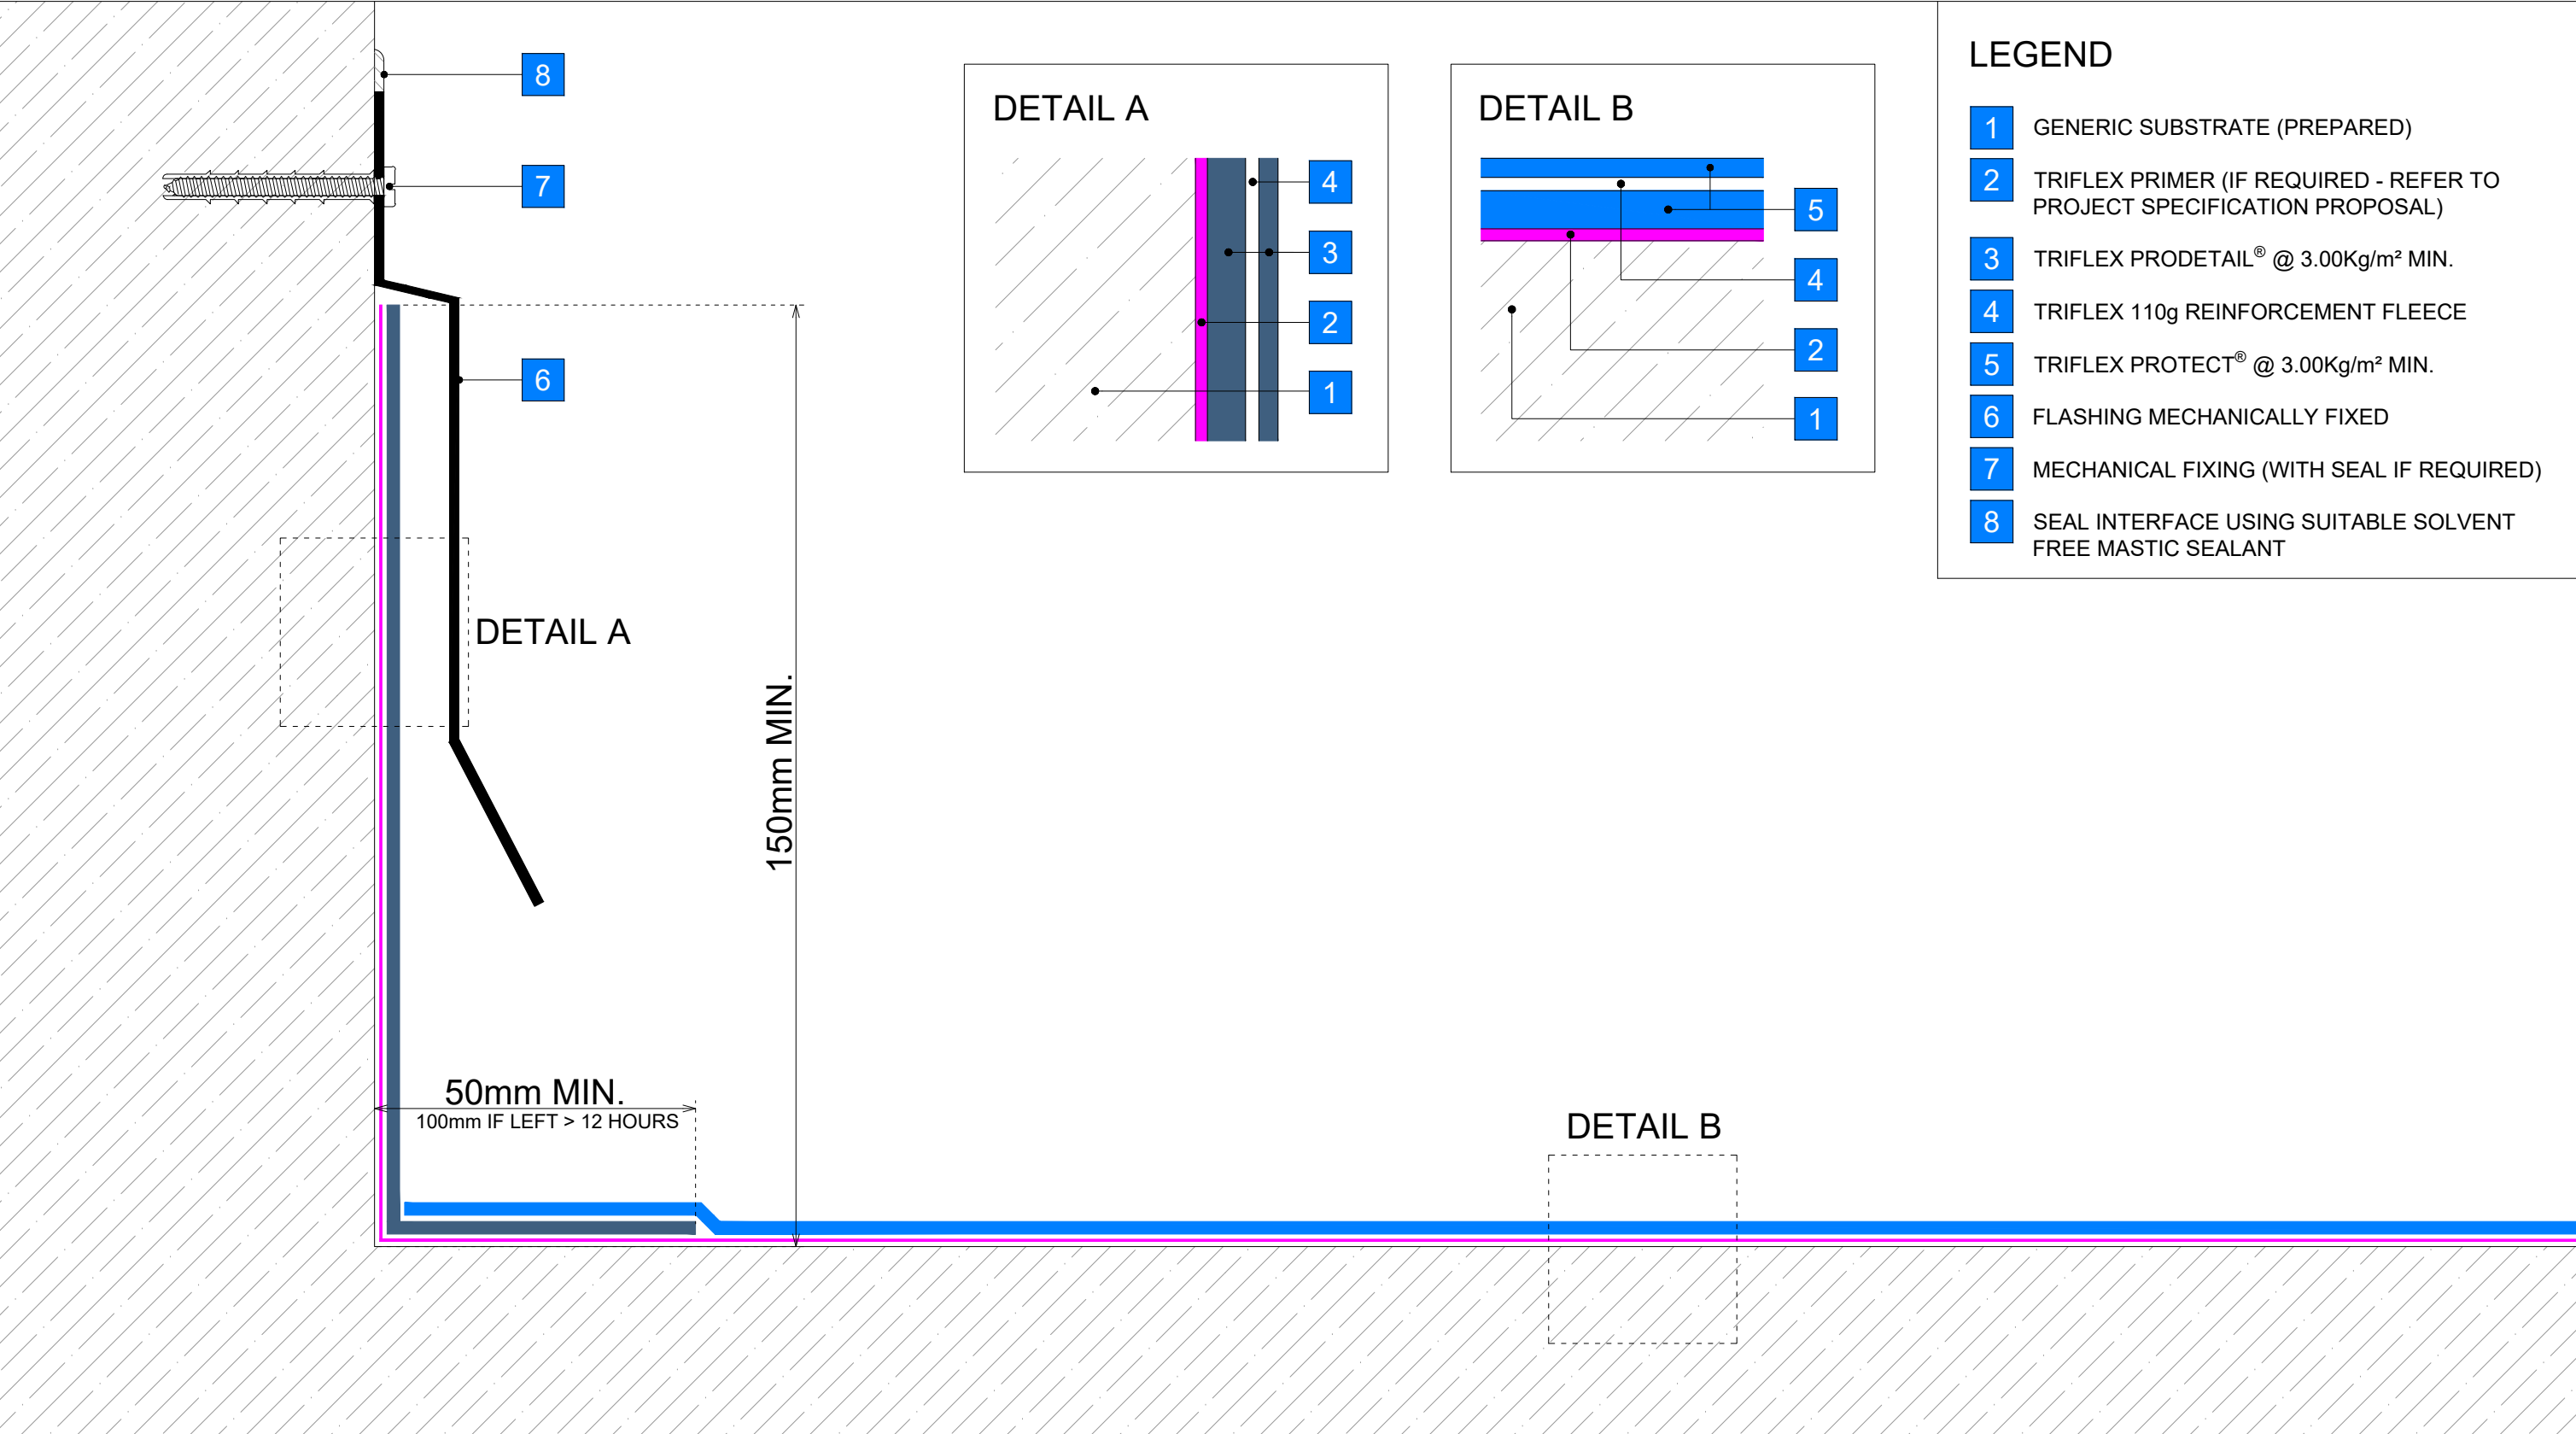 8
7
6
DETAIL A
150mm MIN.
50mm MIN.
100mm IF LEFT > 12 HOURS
DETAIL B
DETAIL A
4
3
2
1
DETAIL B
5
4
2
1
LEGEND
1 GENERIC SUBSTRATE (PREPARED)
2 TRIFLEX PRIMER (IF REQUIRED - REFER TO
PROJECT SPECIFICATION PROPOSAL)
3 TRIFLEX PRODETAIL® @ 3.00Kg/m² MIN.
4 TRIFLEX 110g REINFORCEMENT FLEECE
5 TRIFLEX PROTECT® @ 3.00Kg/m² MIN.
6 FLASHING MECHANICALLY FIXED
7 MECHANICAL FIXING (WITH SEAL IF REQUIRED)
8 SEAL INTERFACE USING SUITABLE SOLVENT
FREE MASTIC SEALANT